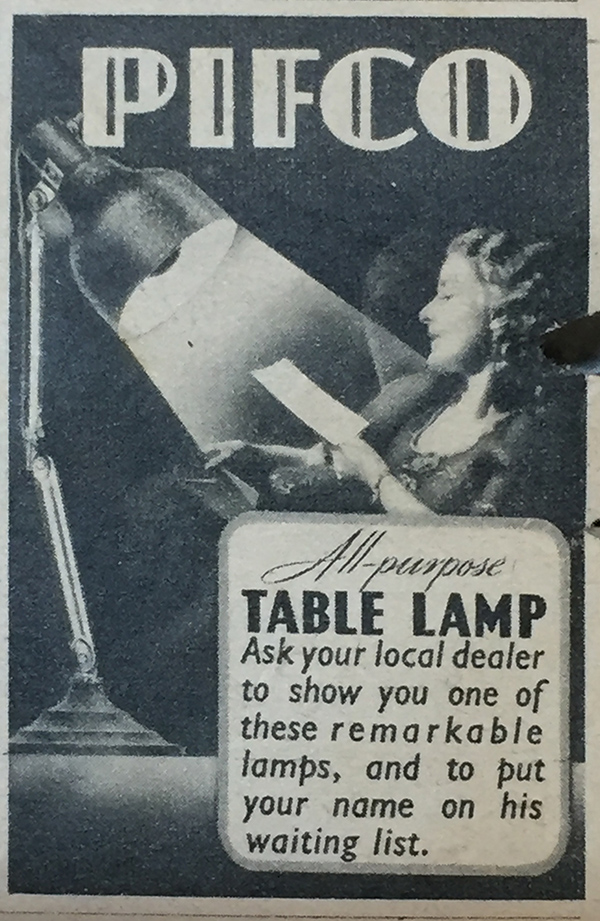 PIFCO
All-purpose
TABLE LAMP
Ask your local dealer
to show you one of
these remarkable
lamps, and to put
your name on his
waiting list.